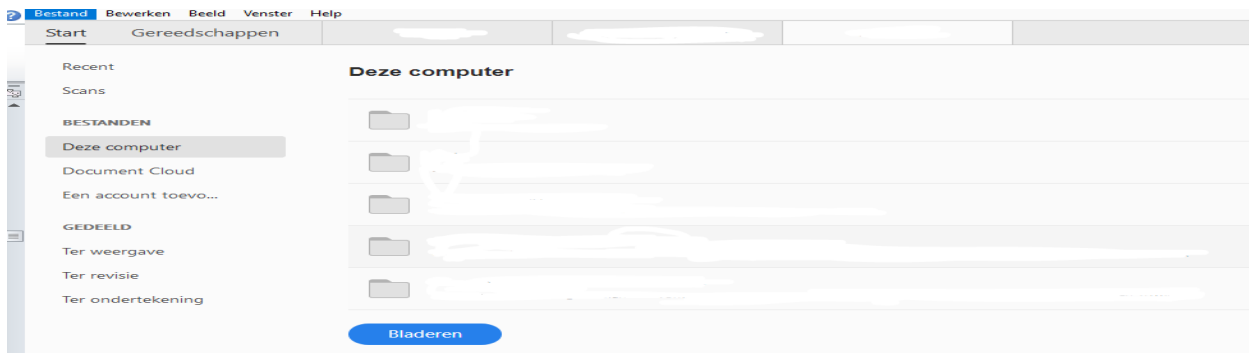 Bestand Bewerken Beeld Venster Help
Start Gereedschappen
Recent
Scans
BESTANDEN
Deze computer
Document Cloud
Een account toevo...
GEDEELD
Ter weergave
Ter revisie
Ter ondertekening
Deze computer
Bladeren